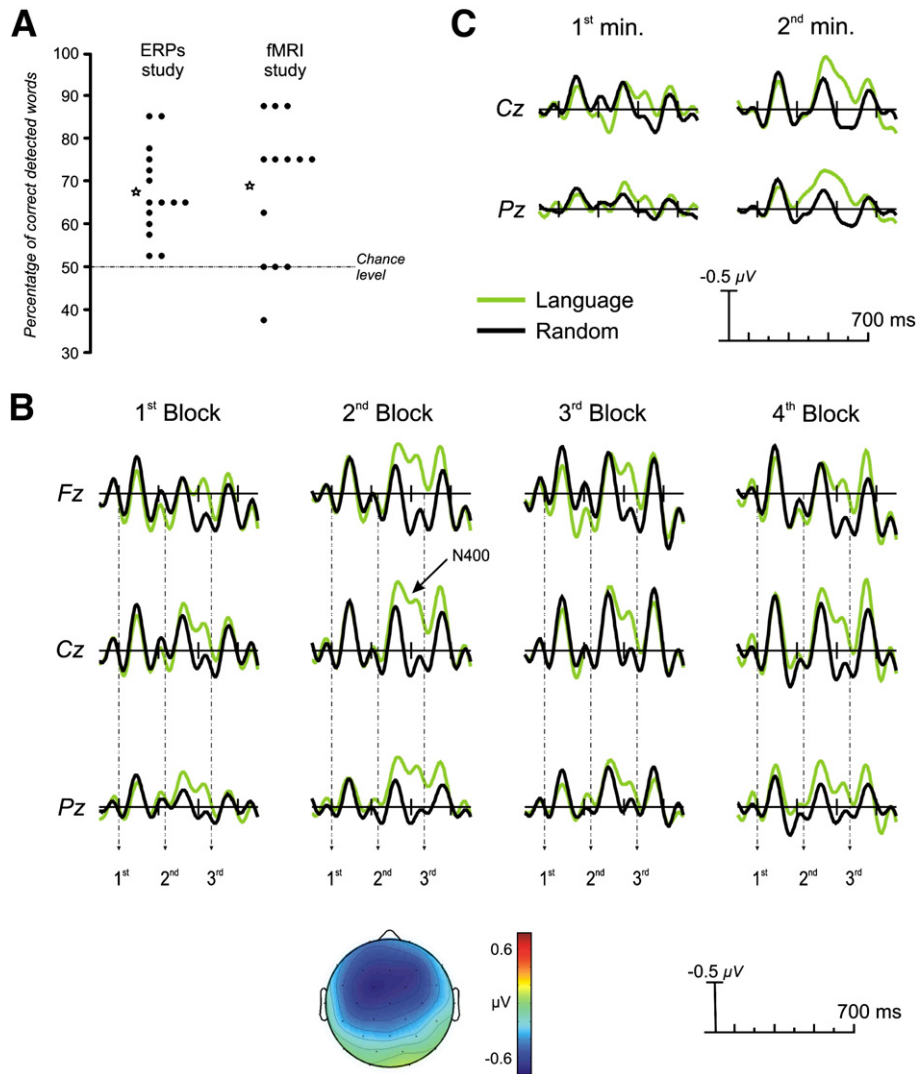 A
ERPs
study
fMRI
study
Percentatge of correct detected words
100
90
80
70
60
50
40
30
Chance
level
C
1st min.
2nd min.
Cz
Pz
Language
Random
-0.5 µV
700 ms
B
1st Block
2nd Block
3rd Block
4th Block
Fz
N400
Cz
Pz
1st 2nd 3rd
1st 2nd 3rd
1st 2nd 3rd
1st 2nd 3rd
0.6
µV
-0.6
-0.5 µV
700 ms